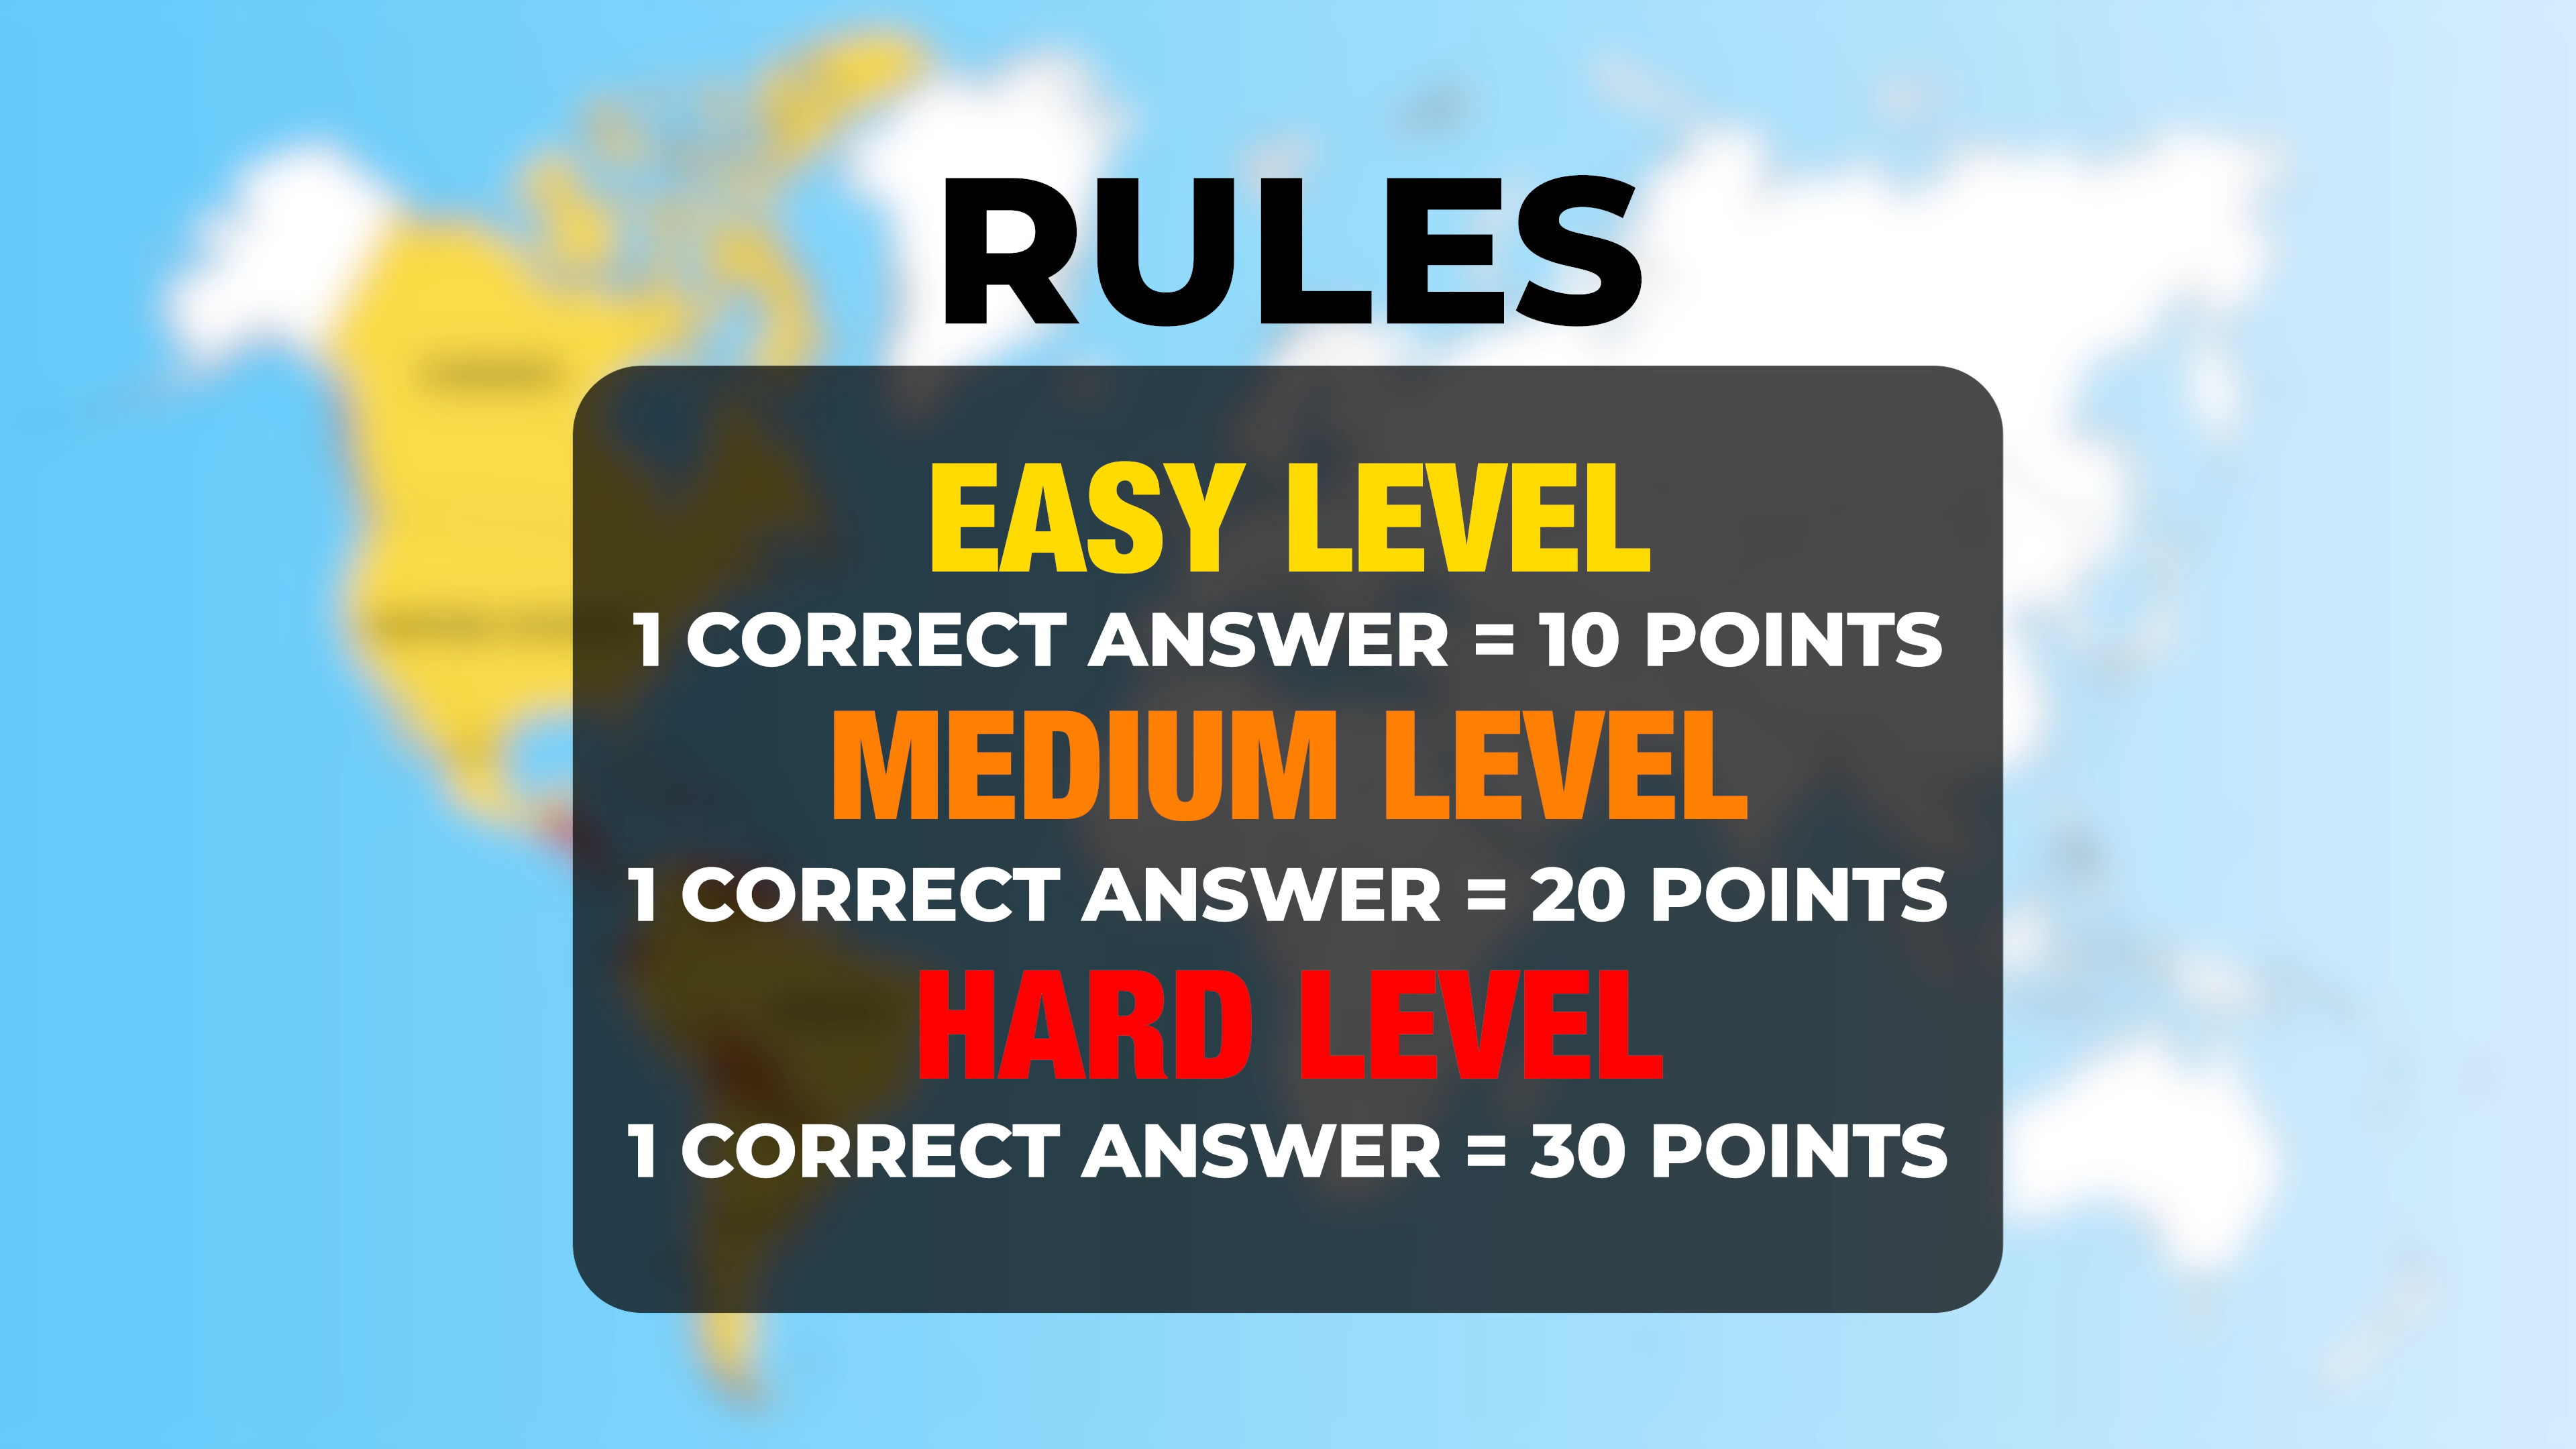 RULES
EASY LEVEL
1 CORRECT ANSWER = 10 POINTS
MEDIUM LEVEL
1 CORRECT ANSWER = 20 POINTS
HARD LEVEL
1 CORRECT ANSWER = 30 POINTS